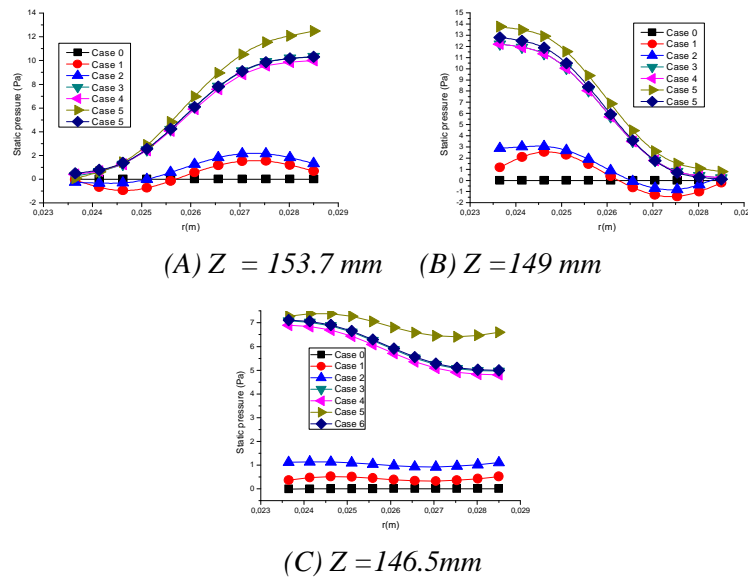 14
12
10
8
6
4
2
0
-2
Static pressure (Pa)
Case 0
Case 1
Case 2
Case 3
Case 4
Case 5
Case 5
0,023 0,024 0,025 0,026 0,027 0,028 0,029
r(m)
15
14
13
12
11
10
9
8
7
6
5
4
3
2
1
0
-1
-2
Static pressure (Pa)
Case 0
Case 1
Case 2
Case 3
Case 4
Case 5
Case 5
0,023 0,024 0,025 0,026 0,027 0,028 0,029
r(m)
(A) Z = 153.7 mm (B) Z =149 mm
7
6
5
4
3
2
1
0
Static pressure (Pa)
Case 0
Case 1
Case 2
Case 3
Case 4
Case 5
Case 6
0,023 0,024 0,025 0,026 0,027 0,028 0,029
r(m)
(C) Z =146.5mm